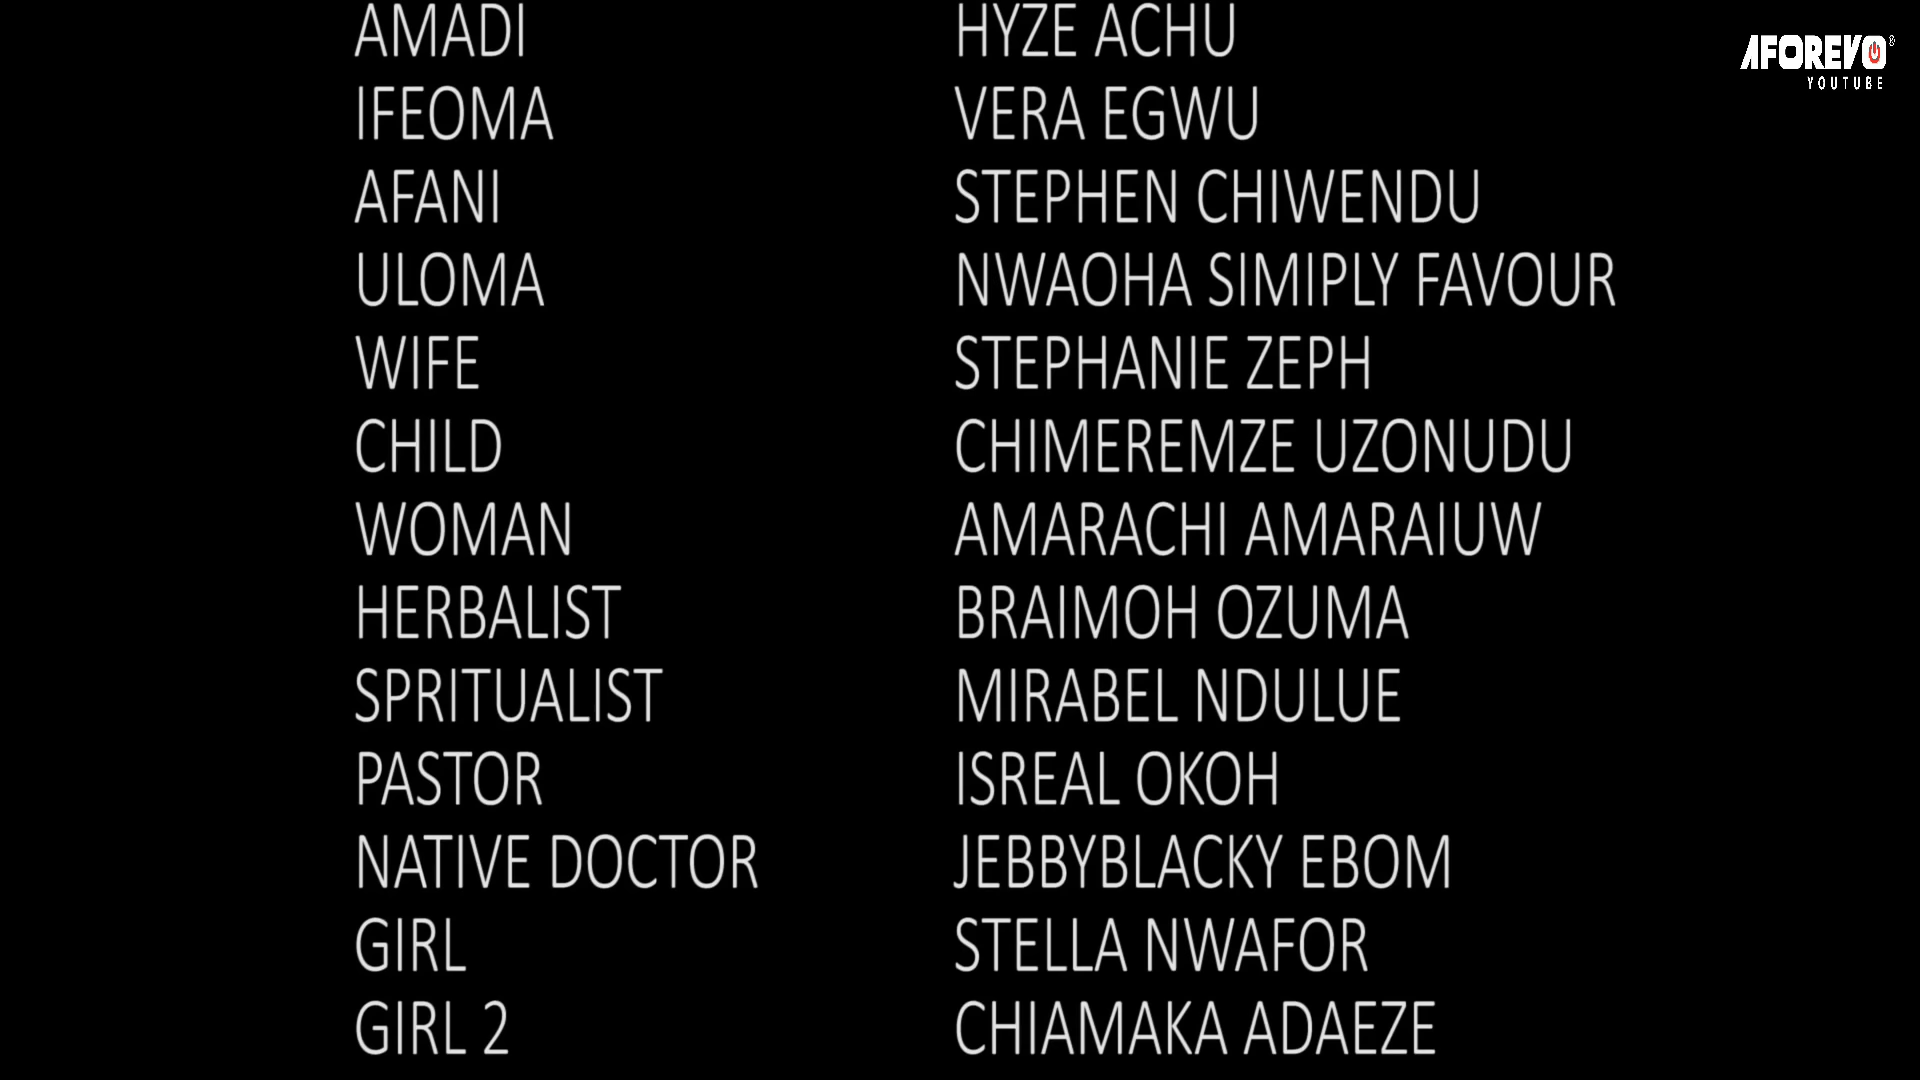 AMADI HYZE ACHU
IFEOMA VERA EGWU
AFANI STEPHEN CHIWENDU
ULOMA NWAOHA SIMIPLY FAVOUR
WIFE STEPHANIE ZEPH
CHILD CHIMEREMZE UZONUDU
WOMAN AMARACHI AMARAIUW
HERBALIST BRAIMOH OZUMA
SPRITUALIST MIRABEL NDULUE
PASTOR ISREAL OKOH
NATIVE DOCTOR JEBBYBLACKY EBOM
GIRL STELLA NWAFOR
GIRL 2 CHIAMAKA ADAEZE
AFOREVO®
YOUTUBE